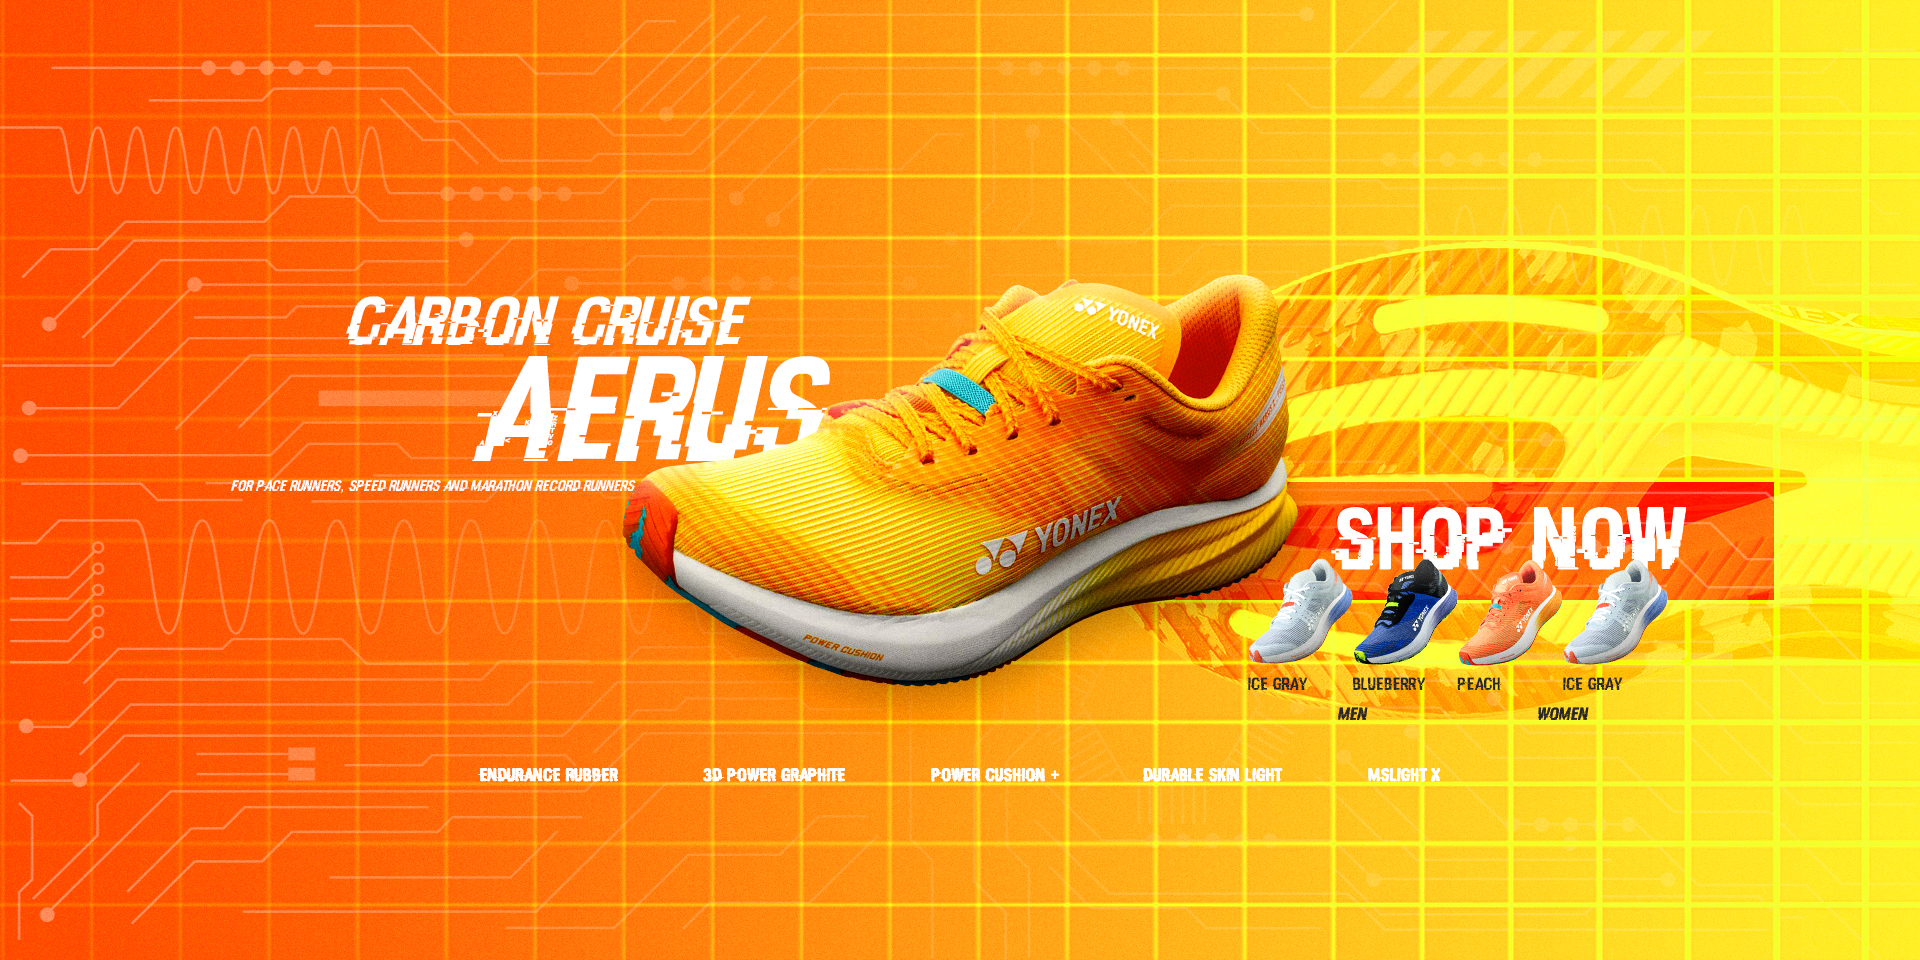 CARBON CRUISE
AERUS
FOR PACE RUNNERS, SPEED RUNNERS AND MARATHON RECORD RUNNERS
YONEX
YONEX
POWER CUSHION
SHOP NOW
ICE GRAY BLUEBERRY PEACH ICE GRAY
MEN WOMEN
ENDURANCE RUBBER 3D POWER GRAPHITE POWER CUSHION + DURABLE SKIN LIGHT MSLIGHT X